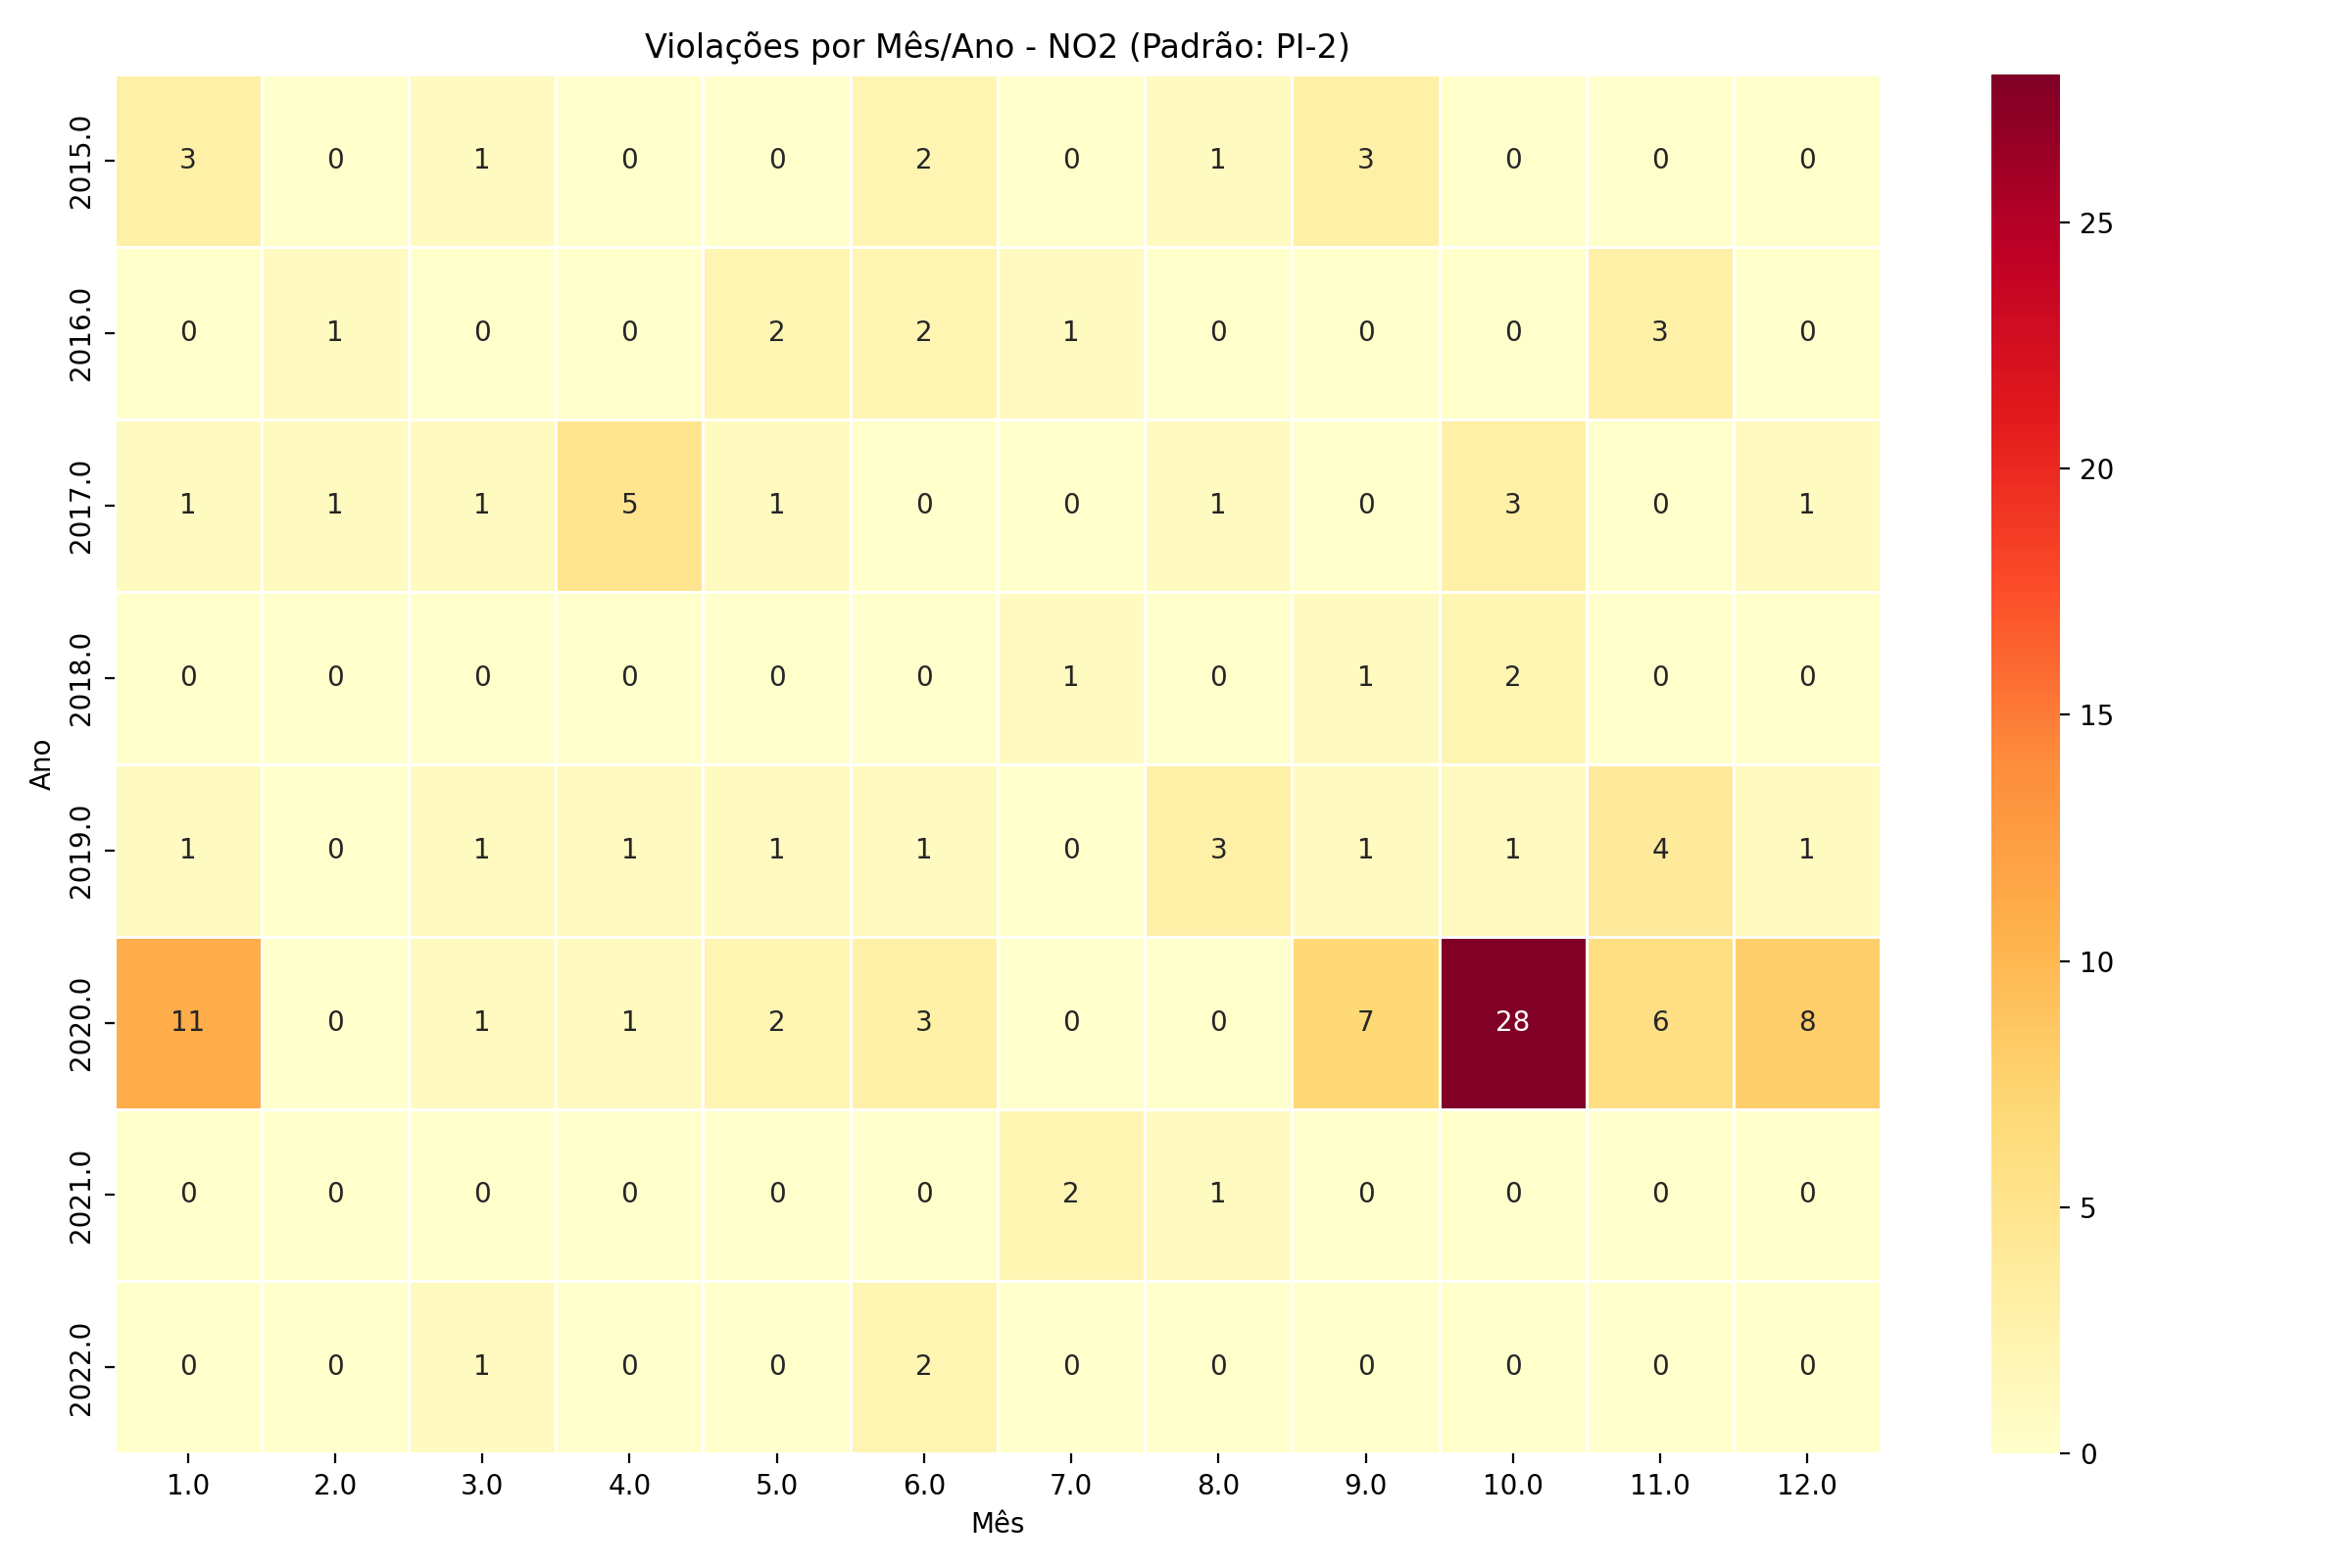 Violações por Mês/Ano - NO2 (Padrão: PI-2)
Ano
2015.0 3 0 1 0 0 2 0 1 3 0 0 0
2016.0 0 1 0 0 2 2 1 0 0 0 3 0
2017.0 1 1 1 5 1 0 0 1 0 3 0 1
2018.0 0 0 0 0 0 0 1 0 1 2 0 0
2019.0 1 0 1 1 1 1 0 3 1 1 4 1
2020.0 11 0 1 1 2 3 0 0 7 28 6 8
2021.0 0 0 0 0 0 0 2 1 0 0 0 0
2022.0 0 0 1 0 0 2 0 0 0 0 0 0
1.0 2.0 3.0 4.0 5.0 6.0 7.0 8.0 9.0 10.0 11.0 12.0
Mês
25
20
15
10
5
0